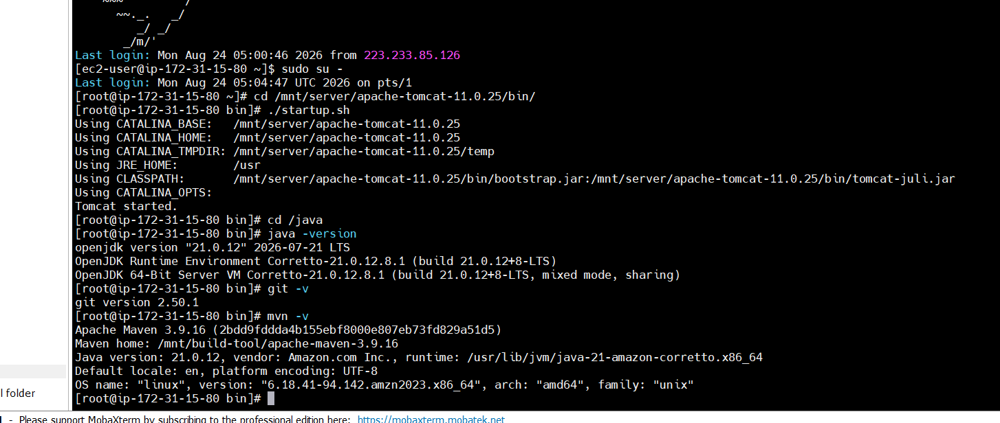 ~~~       /
~~._.   _/
_/ _/
_/m/'
Last login: Mon Aug 24 05:00:46 2026 from 223.233.85.126
[ec2-user@ip-172-31-15-80 ~]$ sudo su -
Last login: Mon Aug 24 05:04:47 UTC 2026 on pts/1
[root@ip-172-31-15-80 ~]# cd /mnt/server/apache-tomcat-11.0.25/bin/
[root@ip-172-31-15-80 bin]# ./startup.sh
Using CATALINA_BASE:   /mnt/server/apache-tomcat-11.0.25
Using CATALINA_HOME:   /mnt/server/apache-tomcat-11.0.25
Using CATALINA_TMPDIR: /mnt/server/apache-tomcat-11.0.25/temp
Using JRE_HOME:        /usr
Using CLASSPATH:       /mnt/server/apache-tomcat-11.0.25/bin/bootstrap.jar:/mnt/server/apache-tomcat-11.0.25/bin/tomcat-juli.jar
Using CATALINA_OPTS:
Tomcat started.
[root@ip-172-31-15-80 bin]# cd /java
[root@ip-172-31-15-80 bin]# java -version
openjdk version "21.0.12" 2026-07-21 LTS
OpenJDK Runtime Environment Corretto-21.0.12.8.1 (build 21.0.12+8-LTS)
OpenJDK 64-Bit Server VM Corretto-21.0.12.8.1 (build 21.0.12+8-LTS, mixed mode, sharing)
[root@ip-172-31-15-80 bin]# git -v
git version 2.50.1
[root@ip-172-31-15-80 bin]# mvn -v
Apache Maven 3.9.16 (2bdd9fddda4b155ebf8000e807eb73fd829a51d5)
Maven home: /mnt/build-tool/apache-maven-3.9.16
Java version: 21.0.12, vendor: Amazon.com Inc., runtime: /usr/lib/jvm/java-21-amazon-corretto.x86_64
Default locale: en, platform encoding: UTF-8
OS name: "linux", version: "6.18.41-94.142.amzn2023.x86_64", arch: "amd64", family: "unix"
l folder
[root@ip-172-31-15-80 bin]#
- Please support MobaXterm by subscribing to the professional edition here: https://mobaxterm.mobatek.net